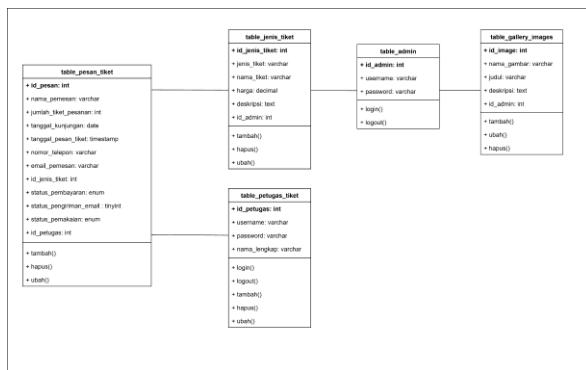 table_pesan_tiket
+ id_pesan: int
+ nama_pemesan: varchar
+ jumlah_tiket_pesanan: int
+ tanggal_kunjungan: date
+ tanggal_pesan_tiket: timestamp
+ nomor_telepon: varchar
+ email_pemesan: varchar
+ id_jenis_tiket: int
+ status_pembayaran: enum
+ status_pengiriman_email : tinyint
+ status_pemakaian: enum
+ id_petugas: int
+ tambah()
+ hapus()
+ ubah()
table_jenis_tiket
+ id_jenis_tiket: int
+ jenis_tiket: varchar
+ nama_tiket: varchar
+ harga: decimal
+ deskripsi: text
+ id_admin: int
+ tambah()
+ hapus()
+ ubah()
table_admin
+ id_admin: int
+ username: varchar
+ password: varchar
+ login()
+ logout()
table_gallery_images
+ id_image: int
+ nama_gambar: varchar
+ judul: varchar
+ deskripsi: text
+ id_admin: int
+ tambah()
+ ubah()
+ hapus()
table_petugas_tiket
+ id_petugas: int
+ username: varchar
+ password: varchar
+ nama_lengkap: varchar
+ login()
+ logout()
+ tambah()
+ hapus()
+ ubah()